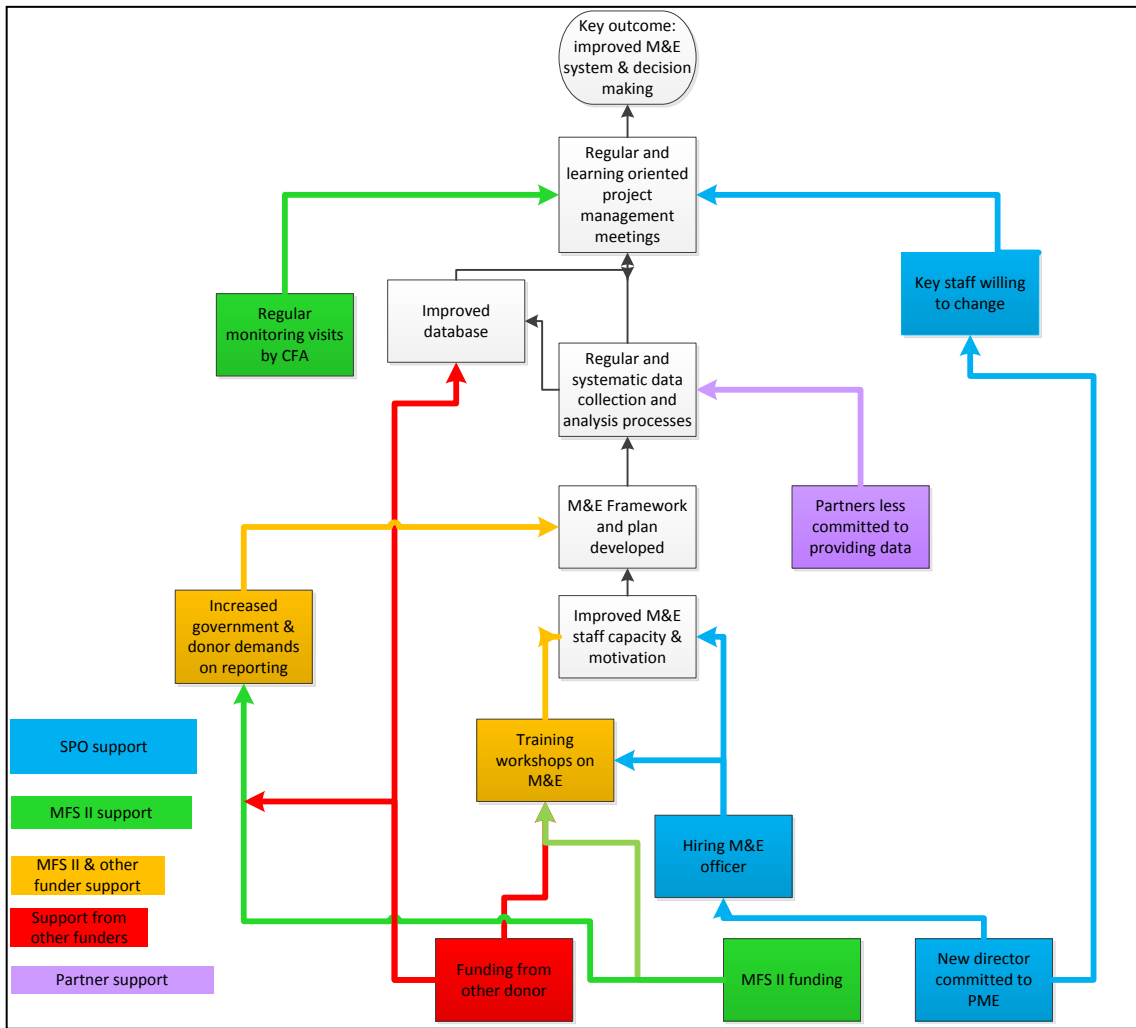 Key outcome:
improved M&E
system & decision
making
Regular and
learning oriented
project
management
meetings
Regular
monitoring visits
by CFA
Improved
database
Key staff willing
to change
Regular and
systematic data
collection and
analysis processes
M&E Framework
and plan
developed
Partners less
committed to
providing data
Increased
government &
donor demands
on reporting
Improved M&E
staff capacity &
motivation
Training
workshops on
M&E
Hiring M&E
officer
Funding from
other donor
MFS II funding
New director
committed to
PME
SPO support
MFS II support
MFS II & other
funder support
Support from
other funders
Partner support